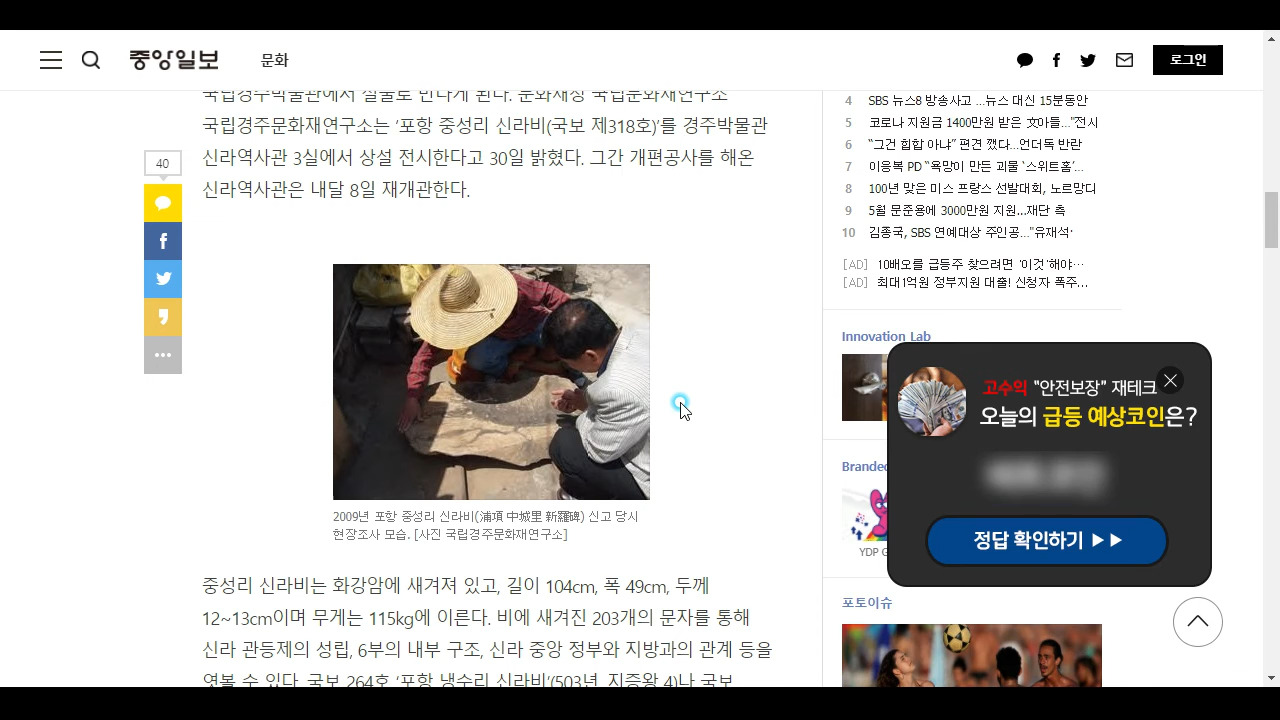 중앙일보
문화
로그인
국립경주박물관에서 실물로 만나게 된다. 문화재청 국립문화재연구소
국립경주문화재연구소는 ‘포항 중성리 신라비(국보 제318호)’를 경주박물관
신라역사관 3실에서 상설 전시한다고 30일 밝혔다. 그간 개편공사를 해온
신라역사관은 내달 8일 재개관한다.
40
2009년 포항 중성리 신라비(浦項 中城里 新羅碑) 신고 당시
현장조사 모습. [사진 국립경주문화재연구소]
중성리 신라비는 화강암에 새겨져 있고, 길이 104cm, 폭 49cm, 두께
12~13cm이며 무게는 115kg에 이른다. 비에 새겨진 203개의 문자를 통해
신라 관등제의 성립, 6부의 내부 구조, 신라 중앙 정부와 지방과의 관계 등을
엿볼 수 있다. 국보 264호 ‘포항 냉수리 신라비’(503년, 지증왕 4)나 국보
4 SBS 뉴스8 방송사고 …뉴스 대신 15분동안
5 코로나 지원금 1400만원 받은 文아들…"전시
6 “그건 힙합 아냐” 편견 깼다…언더독 반란
7 이응복 PD “욕망이 만든 괴물 ‘스위트홈’…
8 100년 맞은 미스 프랑스 선발대회, 노르망디
9 5월 문준용에 3000만원 지원…재단 측
10 김종국, SBS 연예대상 주인공…"유재석·
[AD] 10배오를 급등주 찾으려면 '이것'해야…
[AD] 최대1억원 정부지원 대출! 신청자 폭주…
Innovation Lab
고수익 "안전보장" 재테크
오늘의 급등 예상코인은?
정답 확인하기 ▶▶
Branded
YDP G
포토이슈